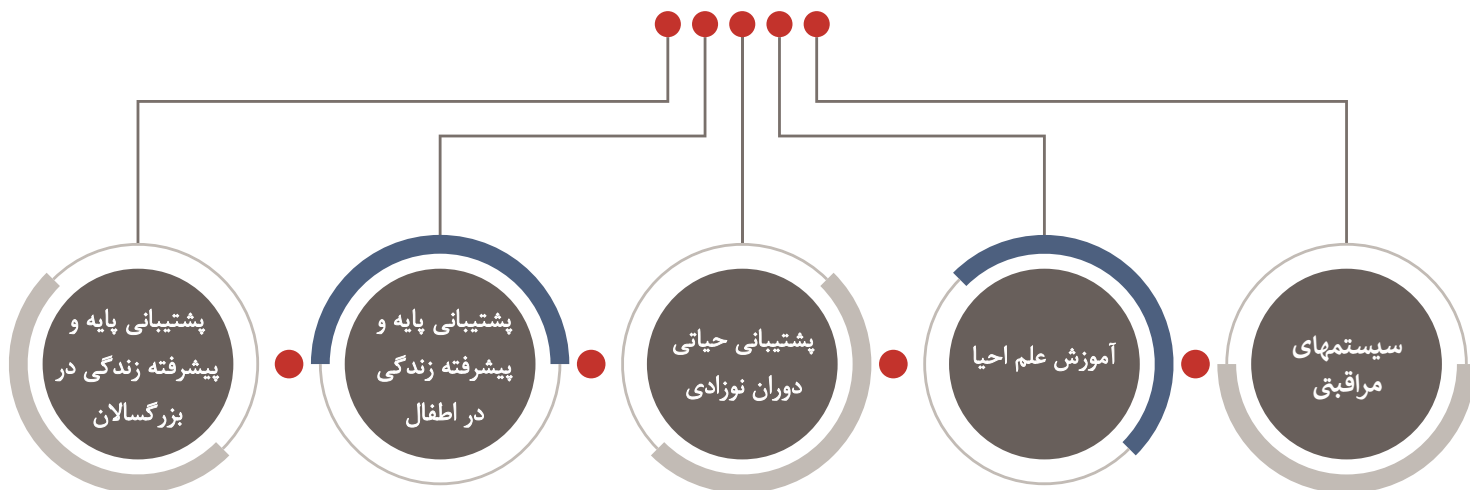 سیستمهای
مراقبتی
آموزش علم احیا
پشتیبانی حیاتی
دوران نوزادی
پشتیبانی پایه و
پیشرفته زندگی
در اطفال
پشتیبانی پایه و
پیشرفته زندگی در
بزرگسالان